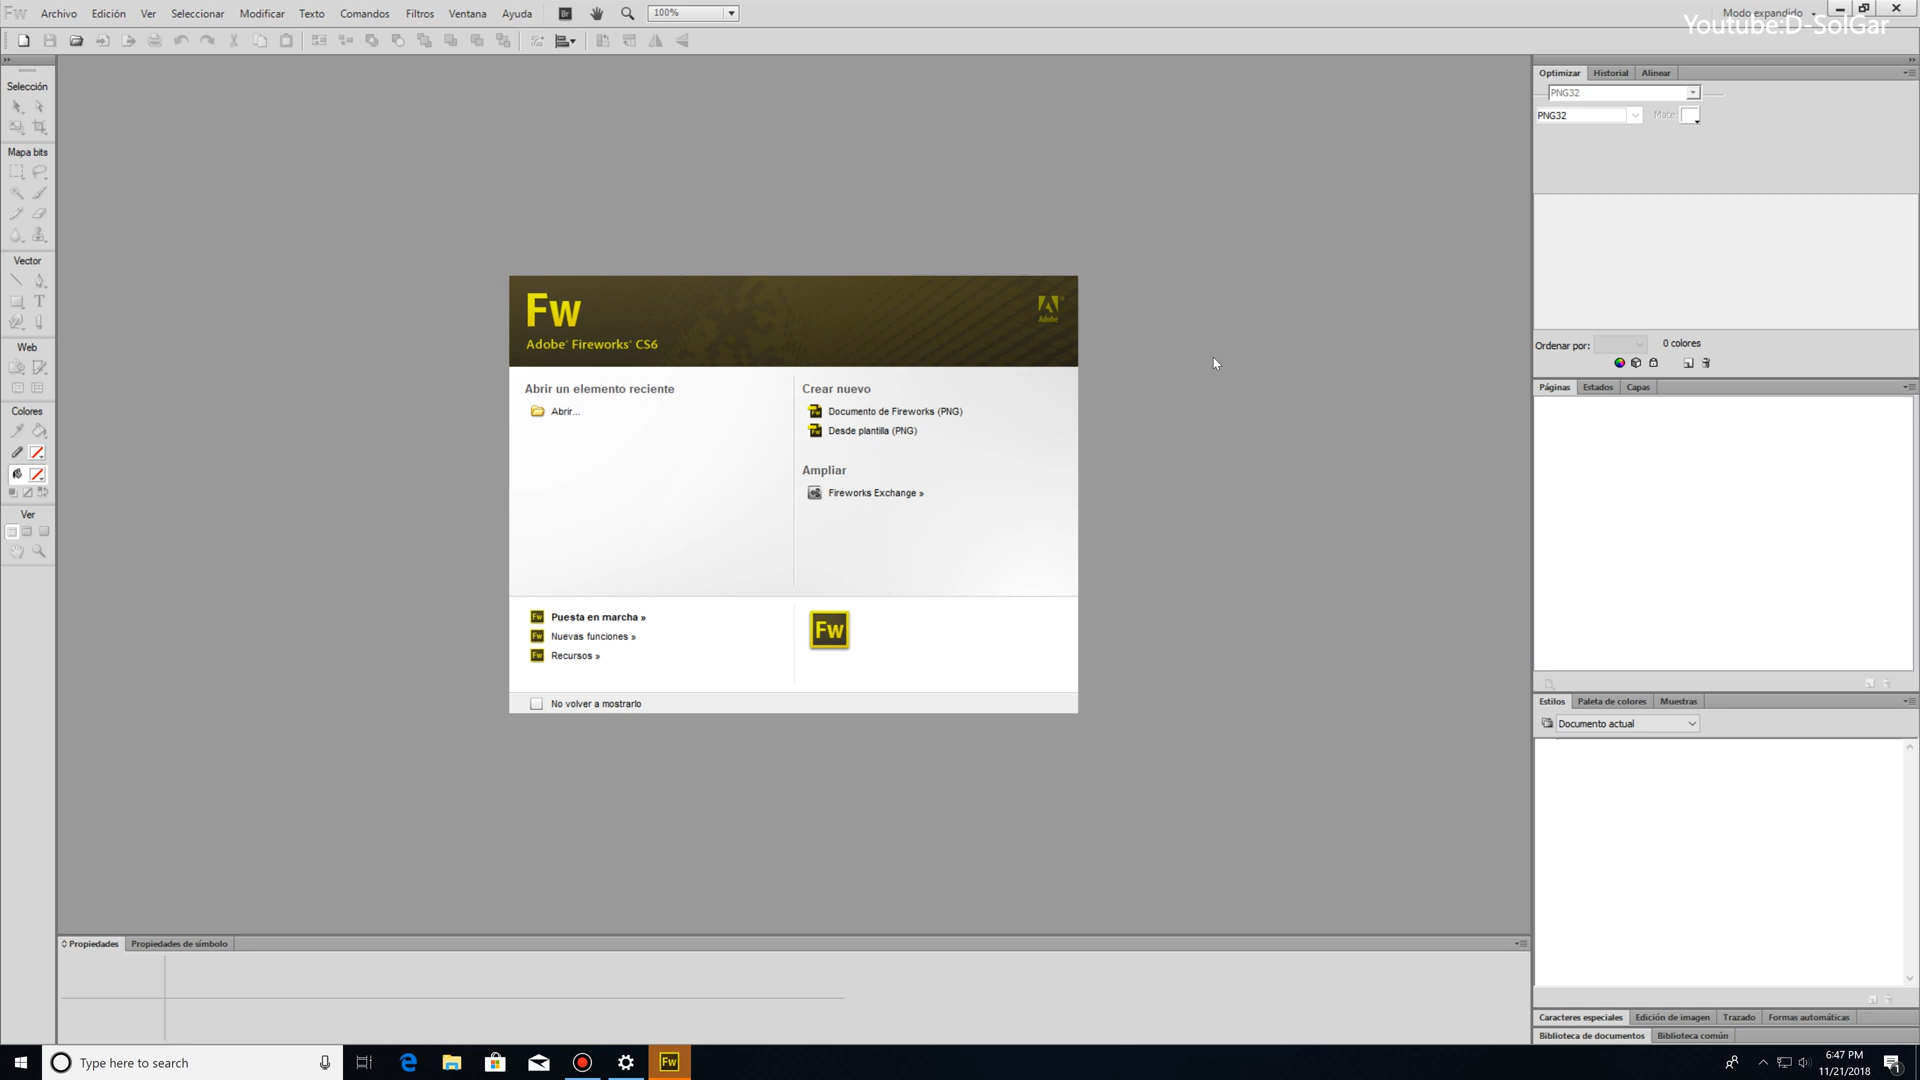 Fw Archivo Edición Ver Seleccionar Modificar Texto Comandos Filtros Ventana Ayuda Br 100% Modo expandido
Youtube:D-SolGar
Selección
Mapa bits
Vector
T
Web
Colores
Ver
Fw
Adobe® Fireworks® CS6
Adobe
Abrir un elemento reciente
Abrir...
Crear nuevo
Documento de Fireworks (PNG)
Desde plantilla (PNG)
Ampliar
Fireworks Exchange »
Puesta en marcha »
Nuevas funciones »
Recursos »
Fw
No volver a mostrarlo
Optimizar Historial Alinear
PNG32
PNG32 Mate:
Ordenar por: 0 colores
Páginas Estados Capas
Estilos Paleta de colores Muestras
Documento actual
Propiedades Propiedades de símbolo
Caracteres especiales Edición de imagen Trazado Formas automáticas
Biblioteca de documentos Biblioteca común
Type here to search
Fw
6:47 PM
11/21/2018
1